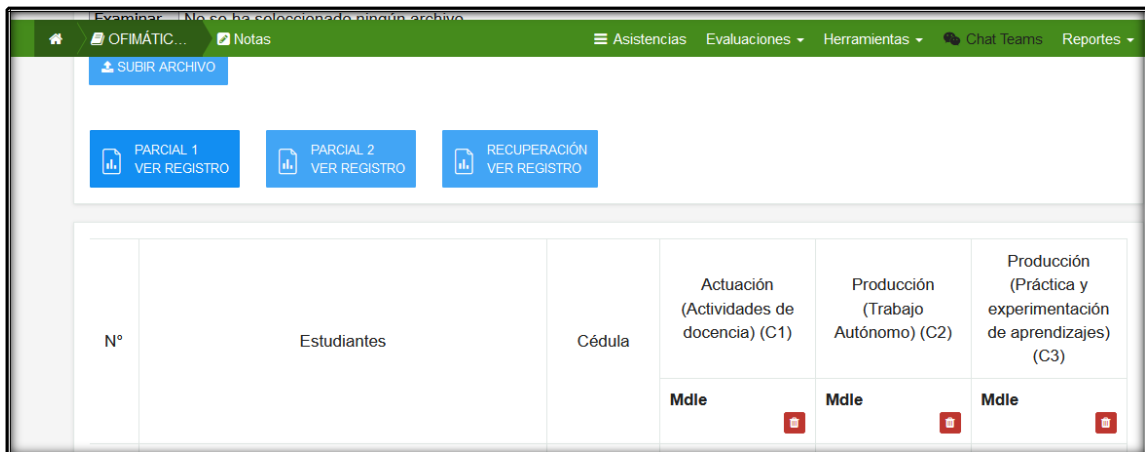 Examinar... No se ha seleccionado ningún archivo.
OFIMÁTIC... Notas Asistencias Evaluaciones Herramientas Chat Teams Reportes
SUBIR ARCHIVO
PARCIAL 1
VER REGISTRO
PARCIAL 2
VER REGISTRO
RECUPERACIÓN
VER REGISTRO
N°
Estudiantes
Cédula
Actuación
(Actividades de
docencia) (C1)
Producción
(Trabajo
Autónomo) (C2)
Producción
(Práctica y
experimentación
de aprendizajes)
(C3)
Mdle
Mdle
Mdle